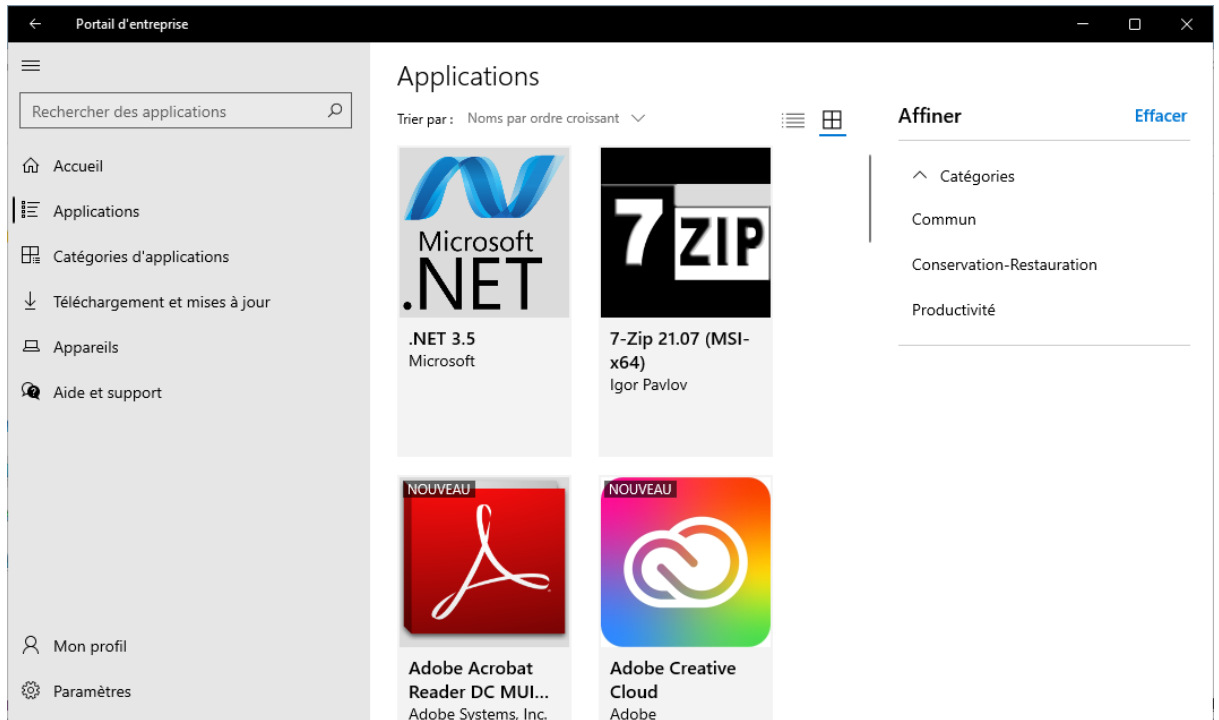 Portail d'entreprise
Rechercher des applications
Accueil
Applications
Catégories d'applications
Téléchargement et mises à jour
Appareils
Aide et support
Mon profil
Paramètres
Applications
Trier par : Noms par ordre croissant
Microsoft
.NET
.NET 3.5
Microsoft
7 ZIP
7-Zip 21.07 (MSI-
x64)
Igor Pavlov
NOUVEAU
Adobe Acrobat
Reader DC MUI...
Adobe Systems, Inc.
NOUVEAU
Adobe Creative
Cloud
Adobe
Affiner
Effacer
Catégories
Commun
Conservation-Restauration
Productivité